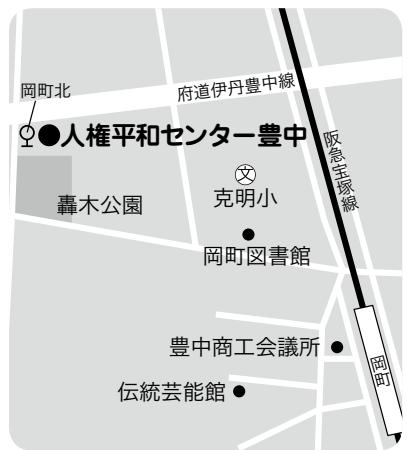 岡町北
府道伊丹豊中線
人権平和センター豊中
阪急宝塚線
文
克明小
轟木公園
岡町図書館
豊中商工会議所
岡町
伝統芸能館